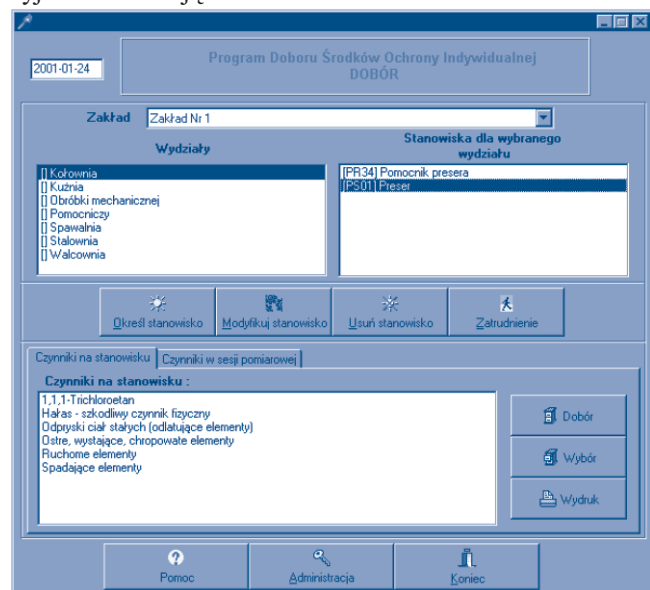 2001-01-24
Program Doboru Środków Ochrony Indywidualnej
DOBÓR
Zakład Zakład Nr 1
Wydziały
Stanowiska dla wybranego
wydziału
[] Kołownia
[] Kuźnia
[] Obróbki mechanicznej
[] Pomocniczy
[] Spawalnia
[] Stalownia
[] Walcownia
[PR34] Pomocnik presera
[PS01] Preser
Określ stanowisko
Modyfikuj stanowisko
Usuń stanowisko
Zatrudnienie
Czynniki na stanowisku
Czynniki w sesji pomiarowej
Czynniki na stanowisku :
1,1,1-Trichloroetan
Hałas - szkodliwy czynnik fizyczny
Odpryski ciał stałych (odlatujące elementy)
Ostre, wystające, chropowate elementy
Ruchome elementy
Spadające elementy
Dobór
Wybór
Wydruk
Pomoc
Administracja
Koniec